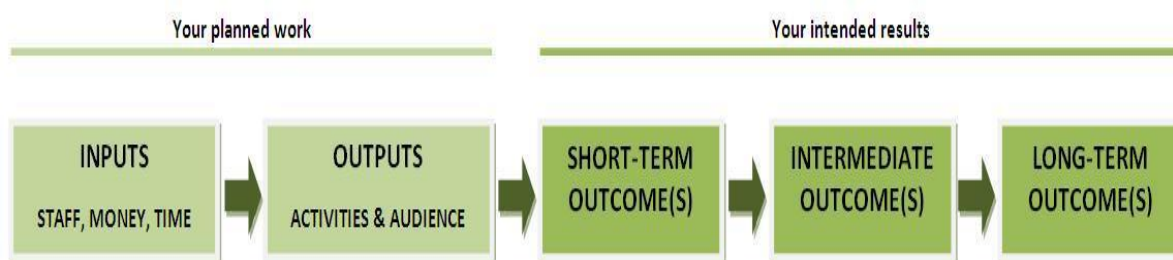 Your planned work
Your intended results
INPUTS
STAFF, MONEY, TIME
OUTPUTS
ACTIVITIES & AUDIENCE
SHORT-TERM
OUTCOME(S)
INTERMEDIATE
OUTCOME(S)
LONG-TERM
OUTCOME(S)